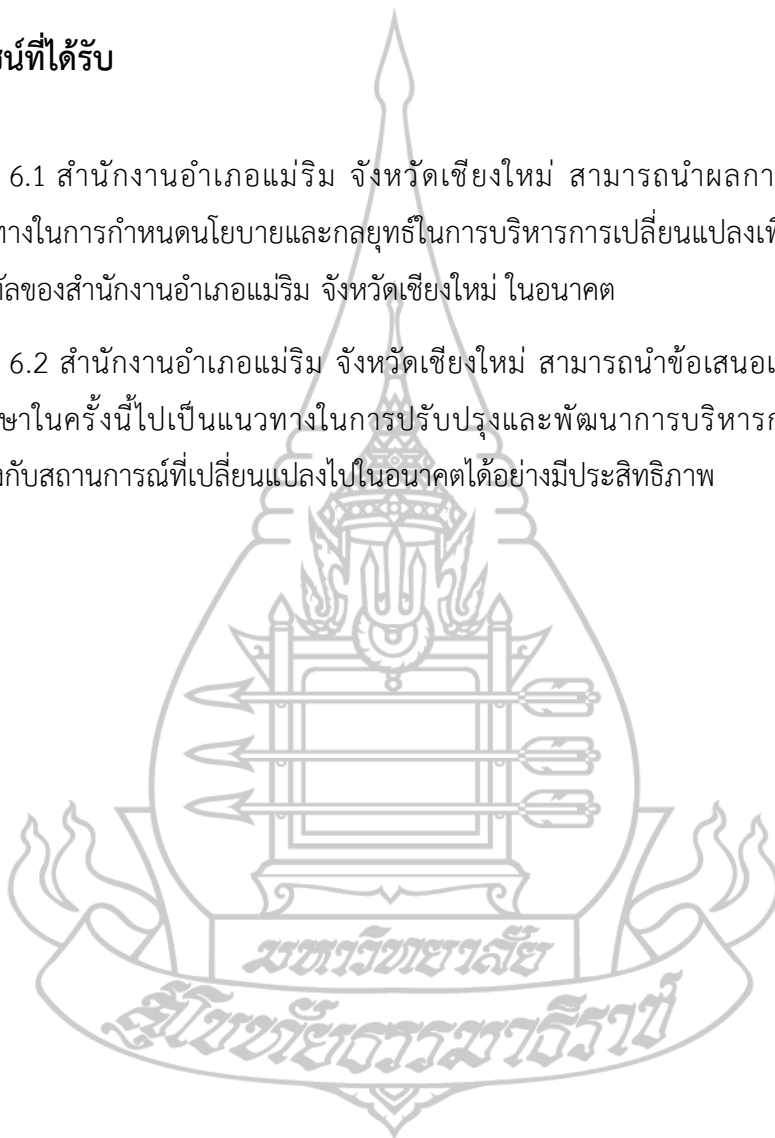 ชน์ที่ได้รับ
6.1 สำนักงานอำเภอแม่ริม จังหวัดเชียงใหม่ สามารถนำผลกา
ทางในการกำหนดนโยบายและกลยุทธ์ในการบริหารการเปลี่ยนแปลงเพื
ทัลของสำนักงานอำเภอแม่ริม จังหวัดเชียงใหม่ ในอนาคต
6.2 สำนักงานอำเภอแม่ริม จังหวัดเชียงใหม่ สามารถนำข้อเสนอแ
ษาในครั้งนี้ไปเป็นแนวทางในการปรับปรุงและพัฒนาการบริหารก
งกับสถานการณ์ที่เปลี่ยนแปลงไปในอนาคตได้อย่างมีประสิทธิภาพ
มหาวิทยาลัย
สุโขทัยธรรมาธิราช